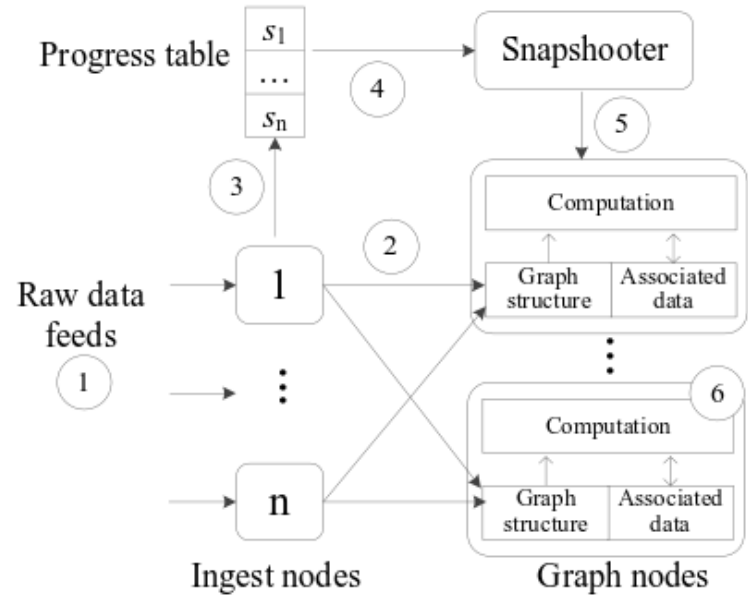 Progress table
s1
...
sn
4
Snapshooter
5
3
2
Computation
Graph
structure
Associated
data
Raw data
feeds
1
1
⋮
⋮
6
Computation
n
Graph
structure
Associated
data
Ingest nodes
Graph nodes